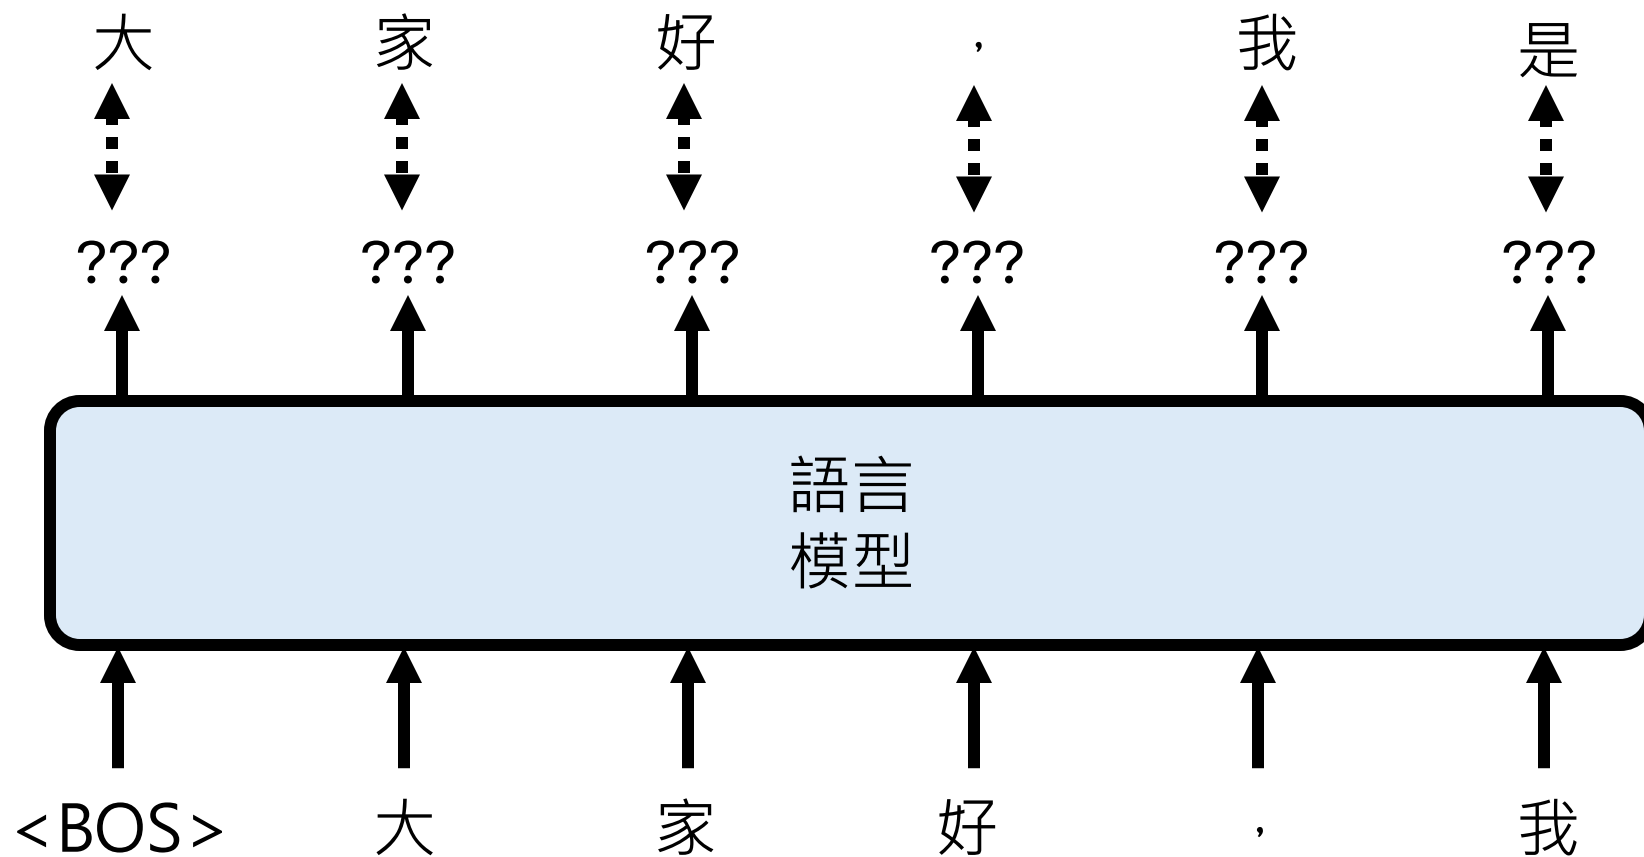 大 家 好 , 我 是
??? ??? ??? ??? ??? ???
語言
模型
<BOS> 大 家 好 , 我